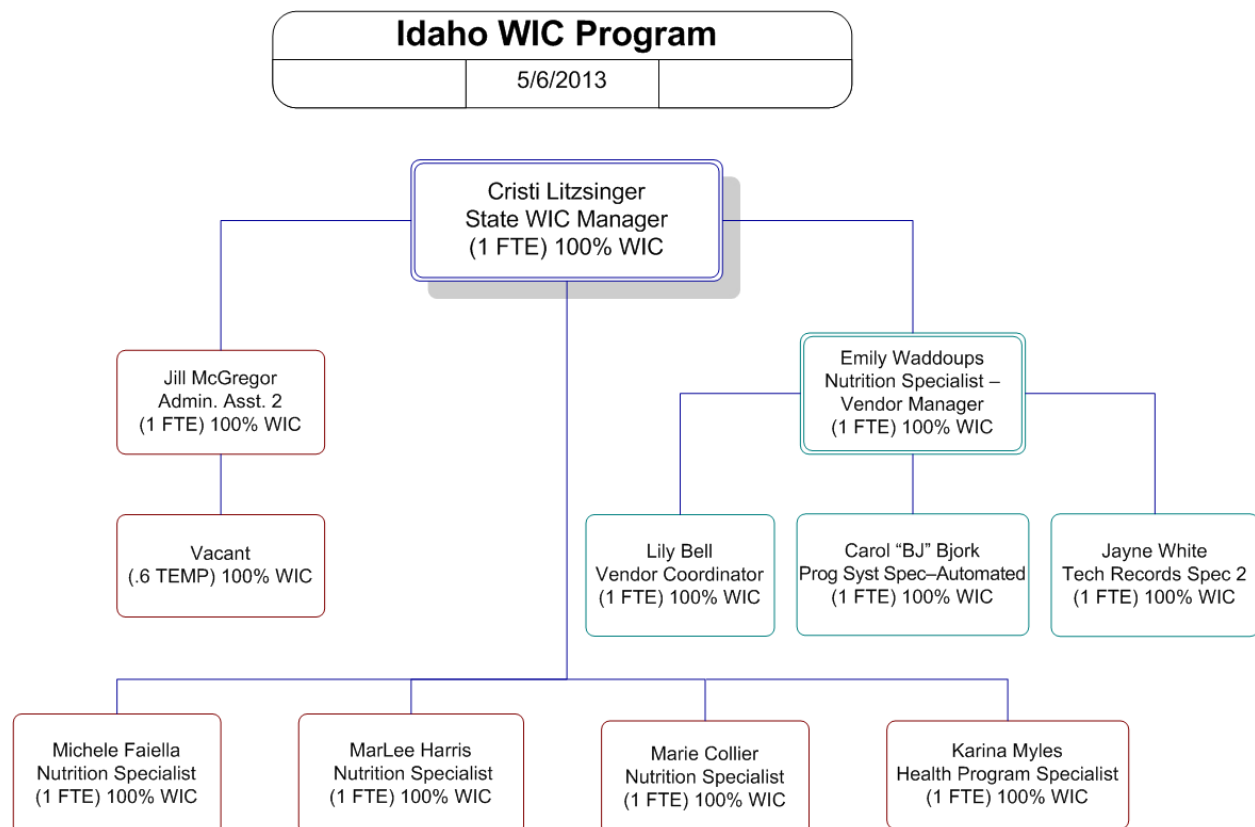 Idaho WIC Program
5/6/2013
Cristi Litzsinger
State WIC Manager
(1 FTE) 100% WIC
Jill McGregor
Admin. Asst. 2
(1 FTE) 100% WIC
Emily Waddoups
Nutrition Specialist –
Vendor Manager
(1 FTE) 100% WIC
Vacant
(.6 TEMP) 100% WIC
Lily Bell
Vendor Coordinator
(1 FTE) 100% WIC
Carol “BJ” Bjork
Prog Syst Spec–Automated
(1 FTE) 100% WIC
Jayne White
Tech Records Spec 2
(1 FTE) 100% WIC
Michele Faiella
Nutrition Specialist
(1 FTE) 100% WIC
MarLee Harris
Nutrition Specialist
(1 FTE) 100% WIC
Marie Collier
Nutrition Specialist
(1 FTE) 100% WIC
Karina Myles
Health Program Specialist
(1 FTE) 100% WIC